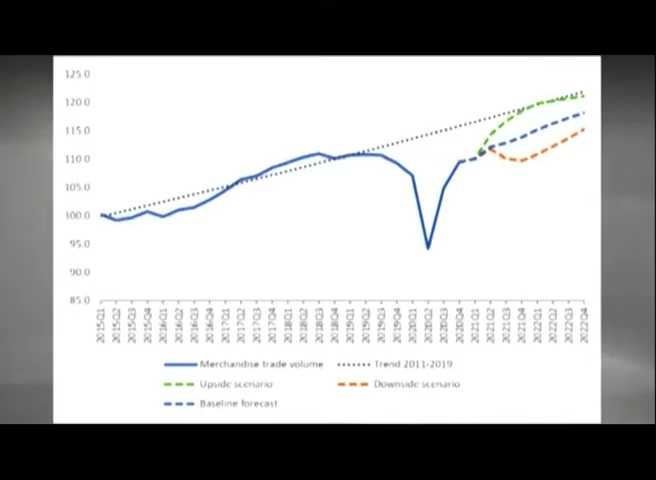 125.0
120.0
115.0
110.0
105.0
100.0
95.0
90.0
85.0
2015Q1 2015Q2 2015Q3 2015Q4 2016Q1 2016Q2 2016Q3 2016Q4 2017Q1 2017Q2 2017Q3 2017Q4 2018Q1 2018Q2 2018Q3 2018Q4 2019Q1 2019Q2 2019Q3 2019Q4 2020Q1 2020Q2 2020Q3 2020Q4 2021Q1 2021Q2 2021Q3 2021Q4 2022Q1 2022Q2 2022Q3 2022Q4
Merchandise trade volume Trend 2011-2019
Upside scenario Downside scenario
Baseline forecast